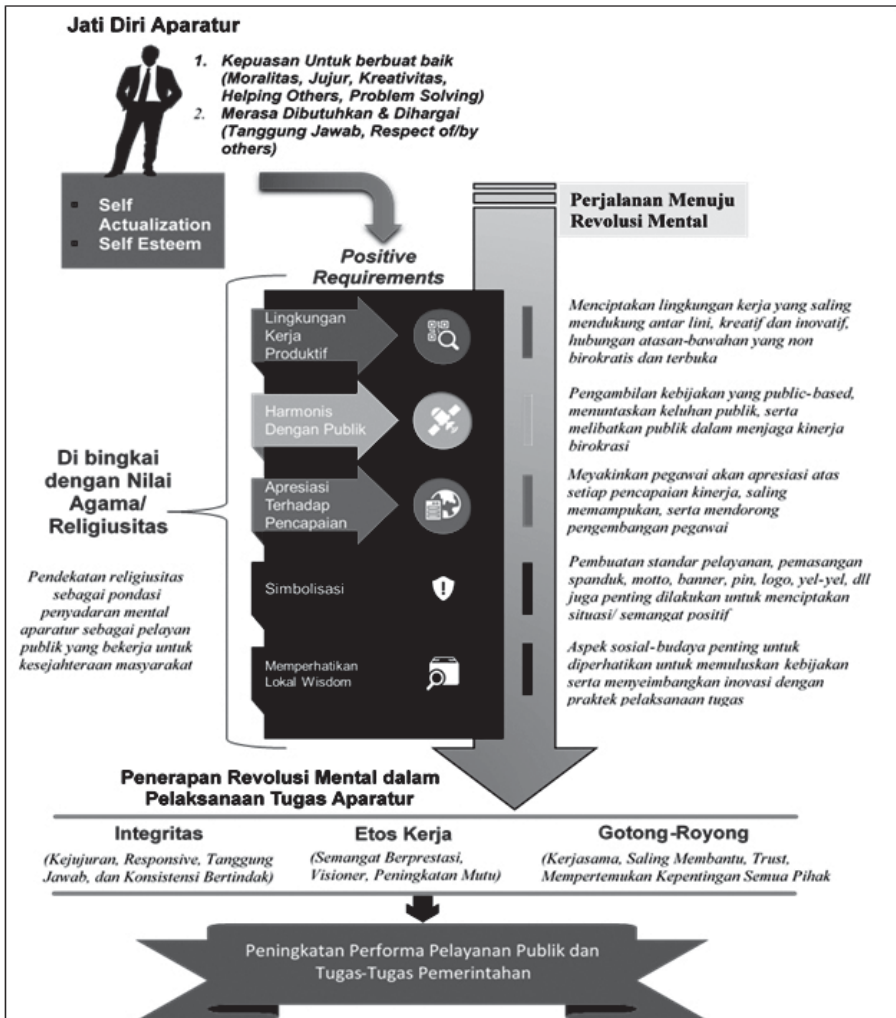 Jati Diri Aparatur
1. Kepuasan Untuk berbuat baik
(Moralitas, Jujur, Kreativitas,
Helping Others, Problem Solving)
2. Merasa Dibutuhkan & Dihargai
(Tanggung Jawab, Respect of/by
others)
▪ Self
Actualization
▪ Self Esteem
Perjalanan Menuju
Revolusi Mental
Positive
Requirements
Lingkungan
Kerja
Produktif
Menciptakan lingkungan kerja yang saling
mendukung antar lini, kreatif dan inovatif,
hubungan atasan-bawahan yang non
birokratis dan terbuka
Harmonis
Dengan Publik
Pengambilan kebijakan yang public-based,
menuntaskan keluhan publik, serta
melibatkan publik dalam menjaga kinerja
birokrasi
Di bingkai
dengan Nilai
Agama/
Religiusitas
Pendekatan religiusitas
sebagai pondasi
penyadaran mental
aparatur sebagai pelayan
publik yang bekerja untuk
kesejahteraan masyarakat
Apresiasi
Terhadap
Pencapaian
Meyakinkan pegawai akan apresiasi atas
setiap pencapaian kinerja, saling
memampukan, serta mendorong
pengembangan pegawai
Simbolisasi
Pembuatan standar pelayanan, pemasangan
spanduk, motto, banner, pin, logo, yel-yel, dll
juga penting dilakukan untuk menciptakan
situasi/ semangat positif
Memperhatikan
Lokal Wisdom
Aspek sosial-budaya penting untuk
diperhatikan untuk memuluskan kebijakan
serta menyeimbangkan inovasi dengan
praktek pelaksanaan tugas
Penerapan Revolusi Mental dalam
Pelaksanaan Tugas Aparatur
Integritas
(Kejujuran, Responsive, Tanggung
Jawab, dan Konsistensi Bertindak)
Etos Kerja
(Semangat Berprestasi,
Visioner, Peningkatan Mutu)
Gotong-Royong
(Kerjasama, Saling Membantu, Trust,
Mempertemukan Kepentingan Semua Pihak
Peningkatan Performa Pelayanan Publik dan
Tugas-Tugas Pemerintahan